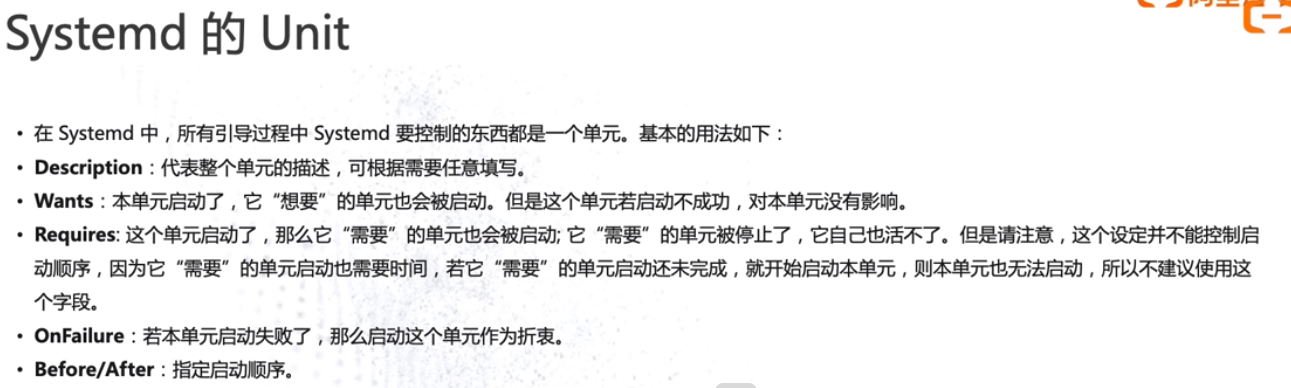 Systemd 的 Unit
• 在 Systemd 中，所有引导过程中 Systemd 要控制的东西都是一个单元。基本的用法如下：
• Description：代表整个单元的描述，可根据需要任意填写。
• Wants：本单元启动了，它“想要”的单元也会被启动。但是这个单元若启动不成功，对本单元没有影响。
• Requires: 这个单元启动了，那么它“需要”的单元也会被启动; 它“需要”的单元被停止了，它自己也活不了。但是请注意，这个设定并不能控制启
动顺序，因为它“需要”的单元启动也需要时间，若它“需要”的单元启动还未完成，就开始启动本单元，则本单元也无法启动，所以不建议使用这
个字段。
• OnFailure：若本单元启动失败了，那么启动这个单元作为折衷。
• Before/After：指定启动顺序。